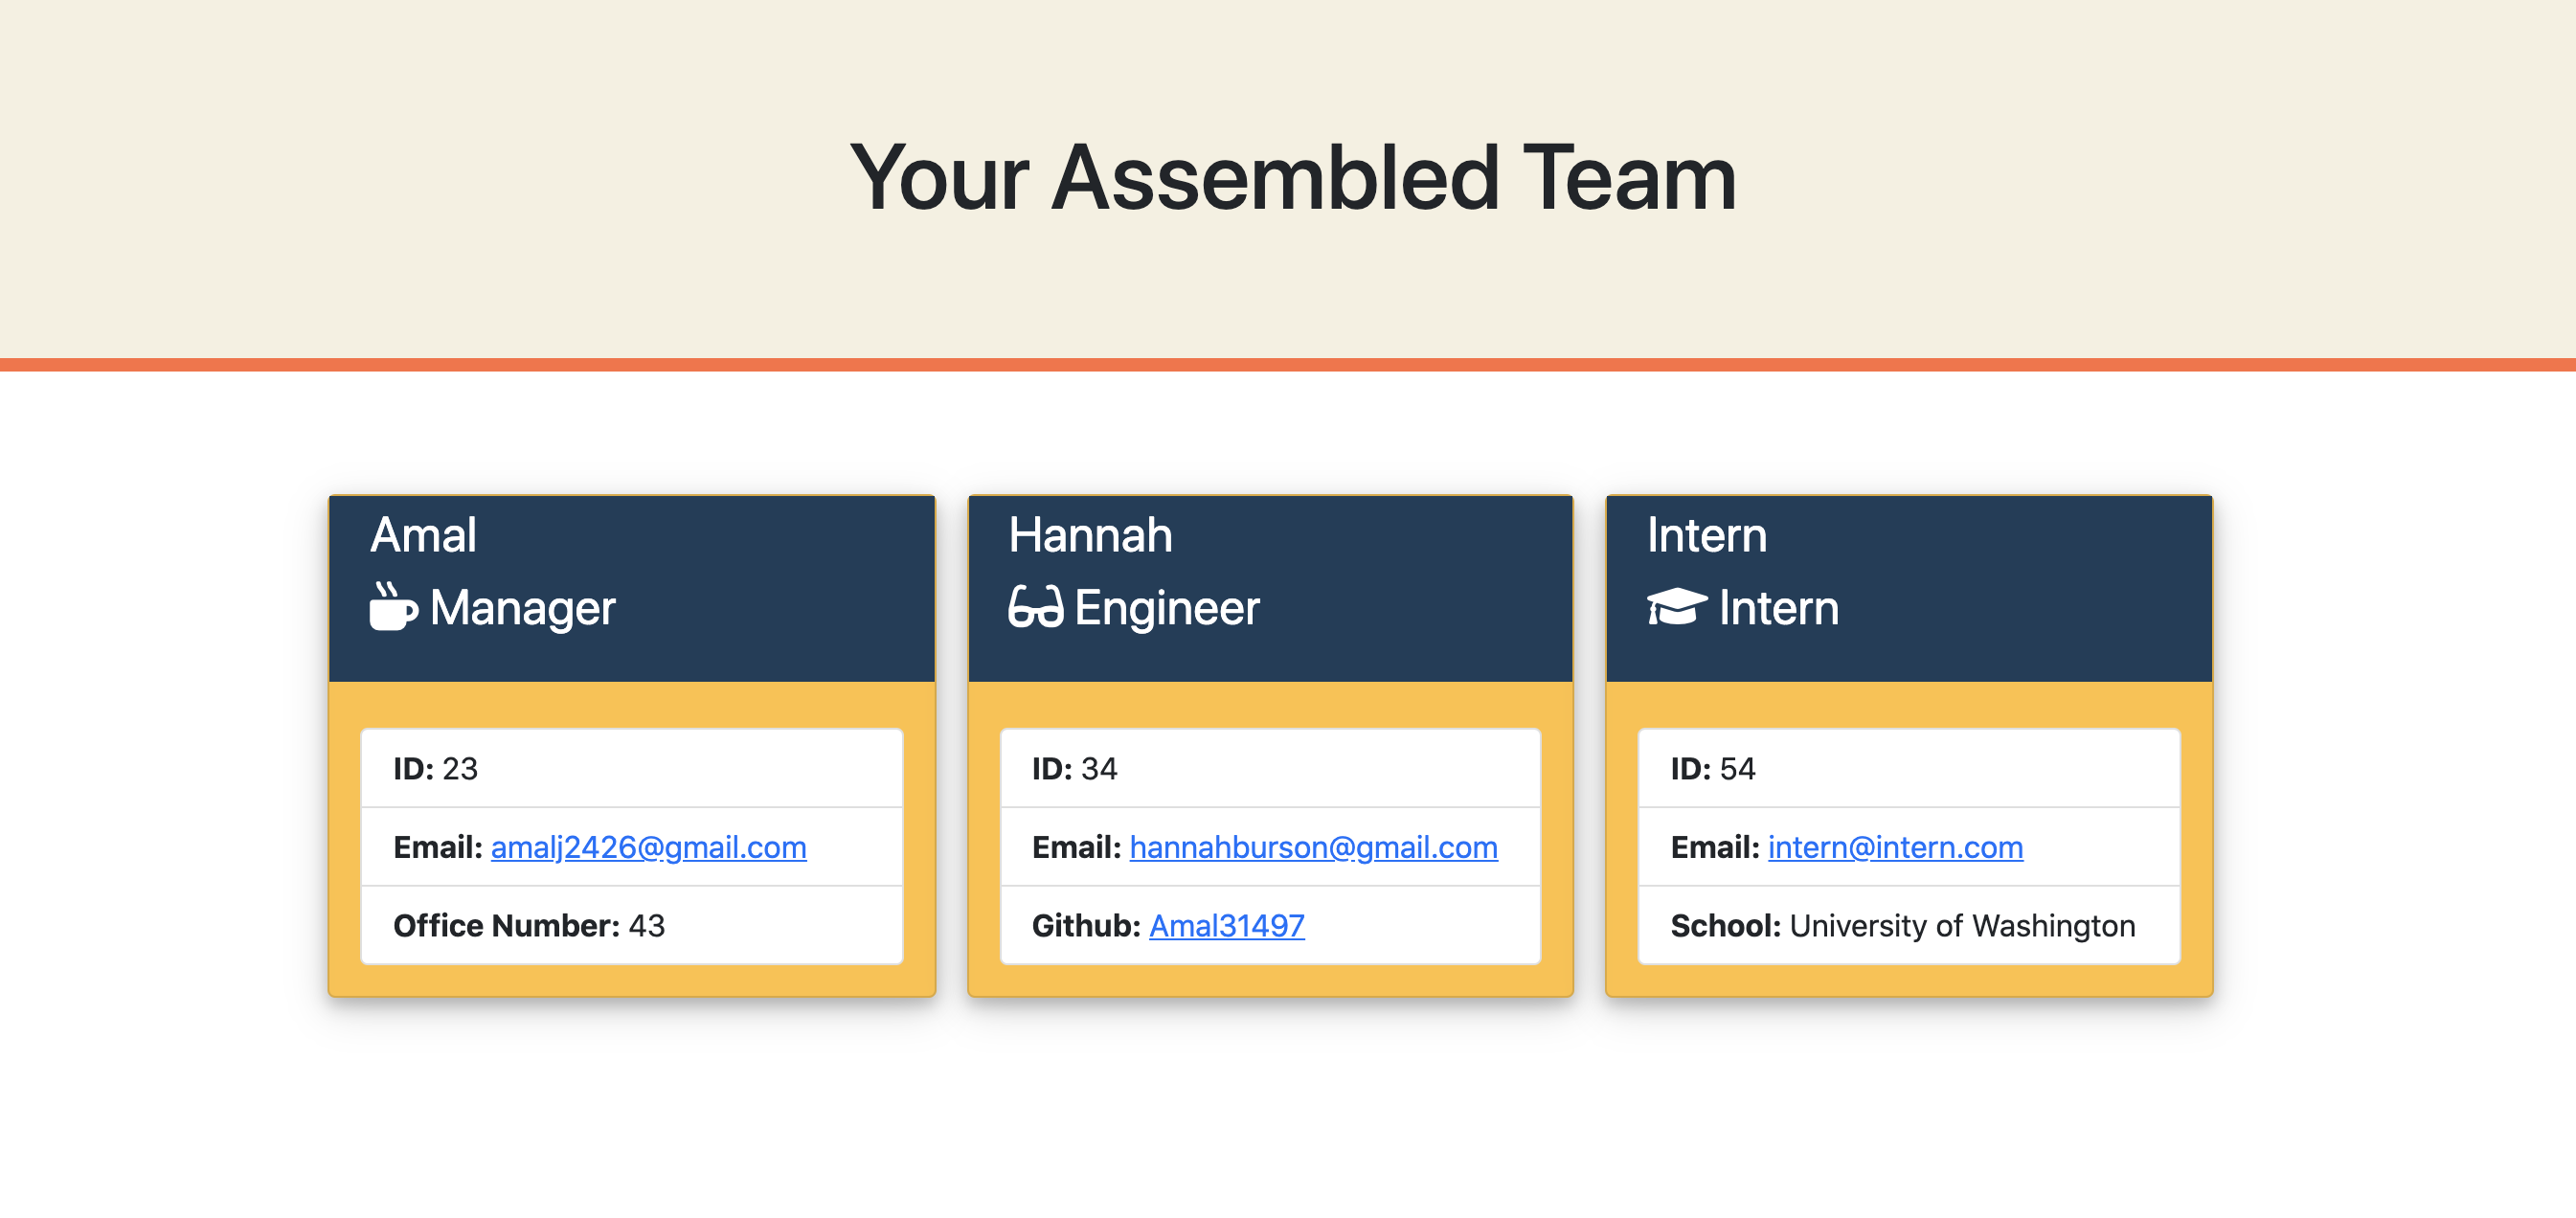 Your Assembled Team
Amal
Manager
ID: 23
Email: amalj2426@gmail.com
Office Number: 43
Hannah
Engineer
ID: 34
Email: hannahburson@gmail.com
Github: Amal31497
Intern
Intern
ID: 54
Email: intern@intern.com
School: University of Washington